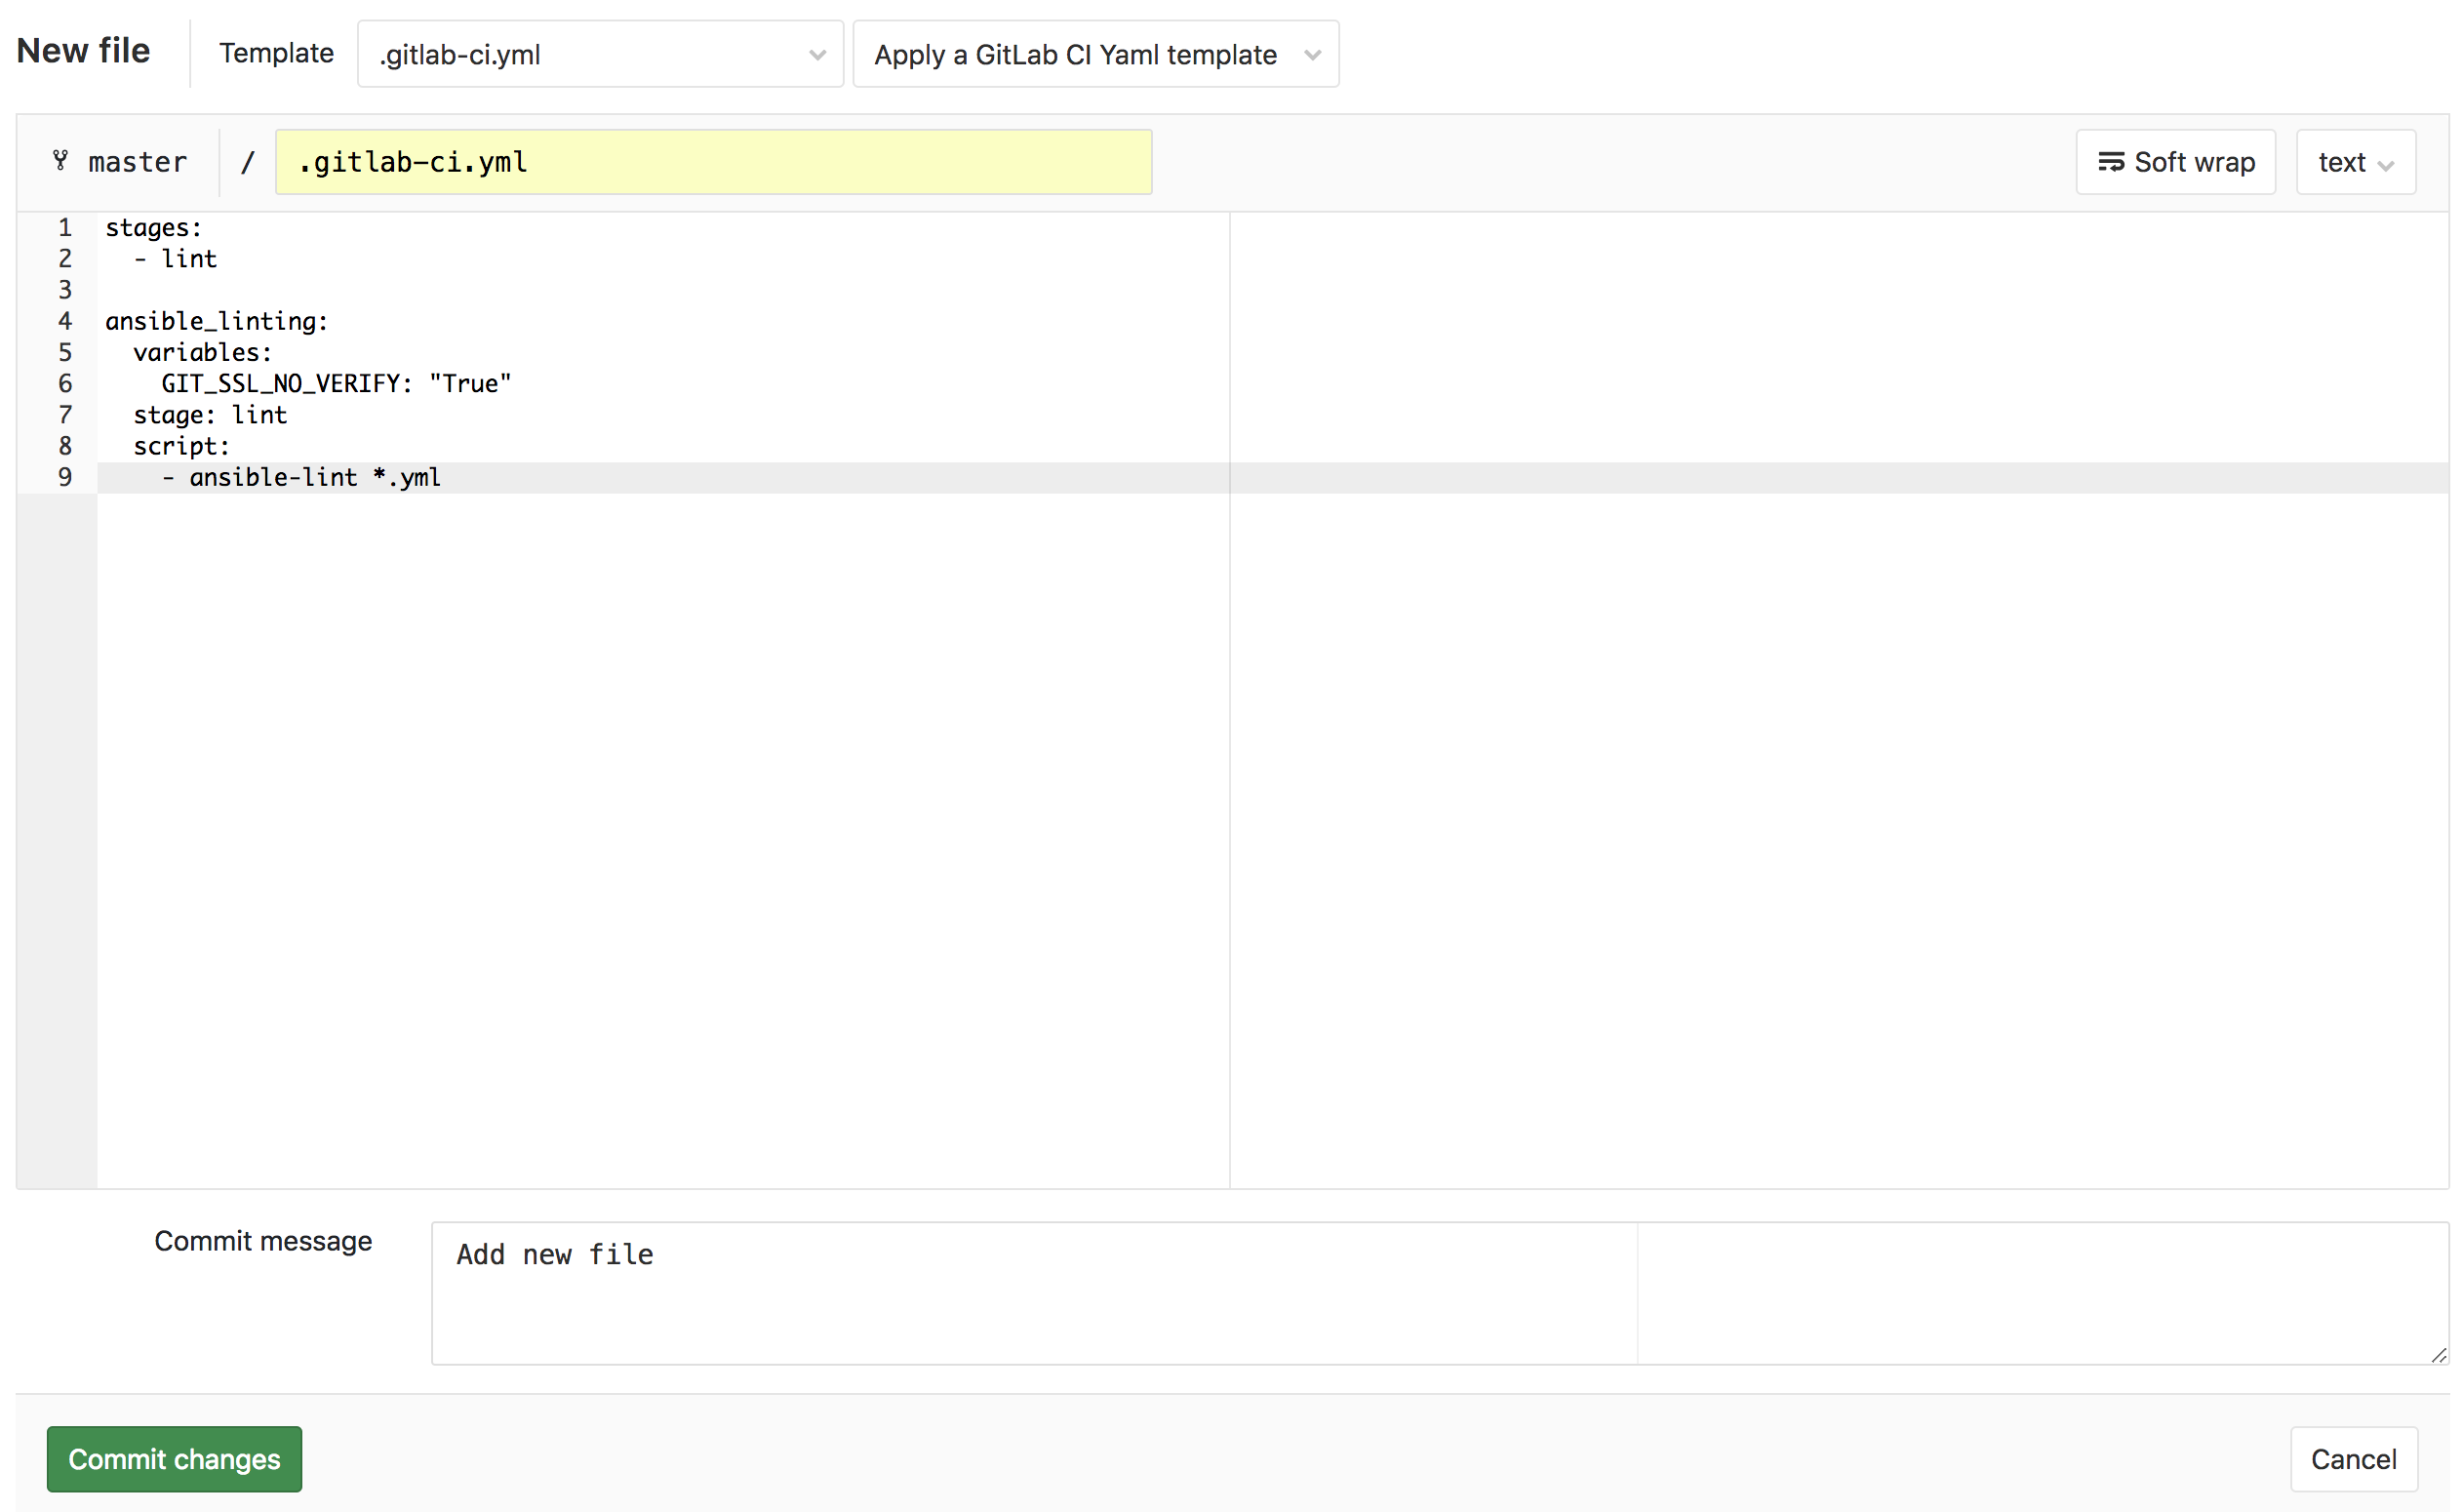 New file Template .gitlab-ci.yml Apply a GitLab CI Yaml template
master / .gitlab-ci.yml Soft wrap text
1 stages:
2   - lint
3
4 ansible_linting:
5   variables:
6     GIT_SSL_NO_VERIFY: "True"
7   stage: lint
8   script:
9     - ansible-lint *.yml
Commit message Add new file
Commit changes Cancel